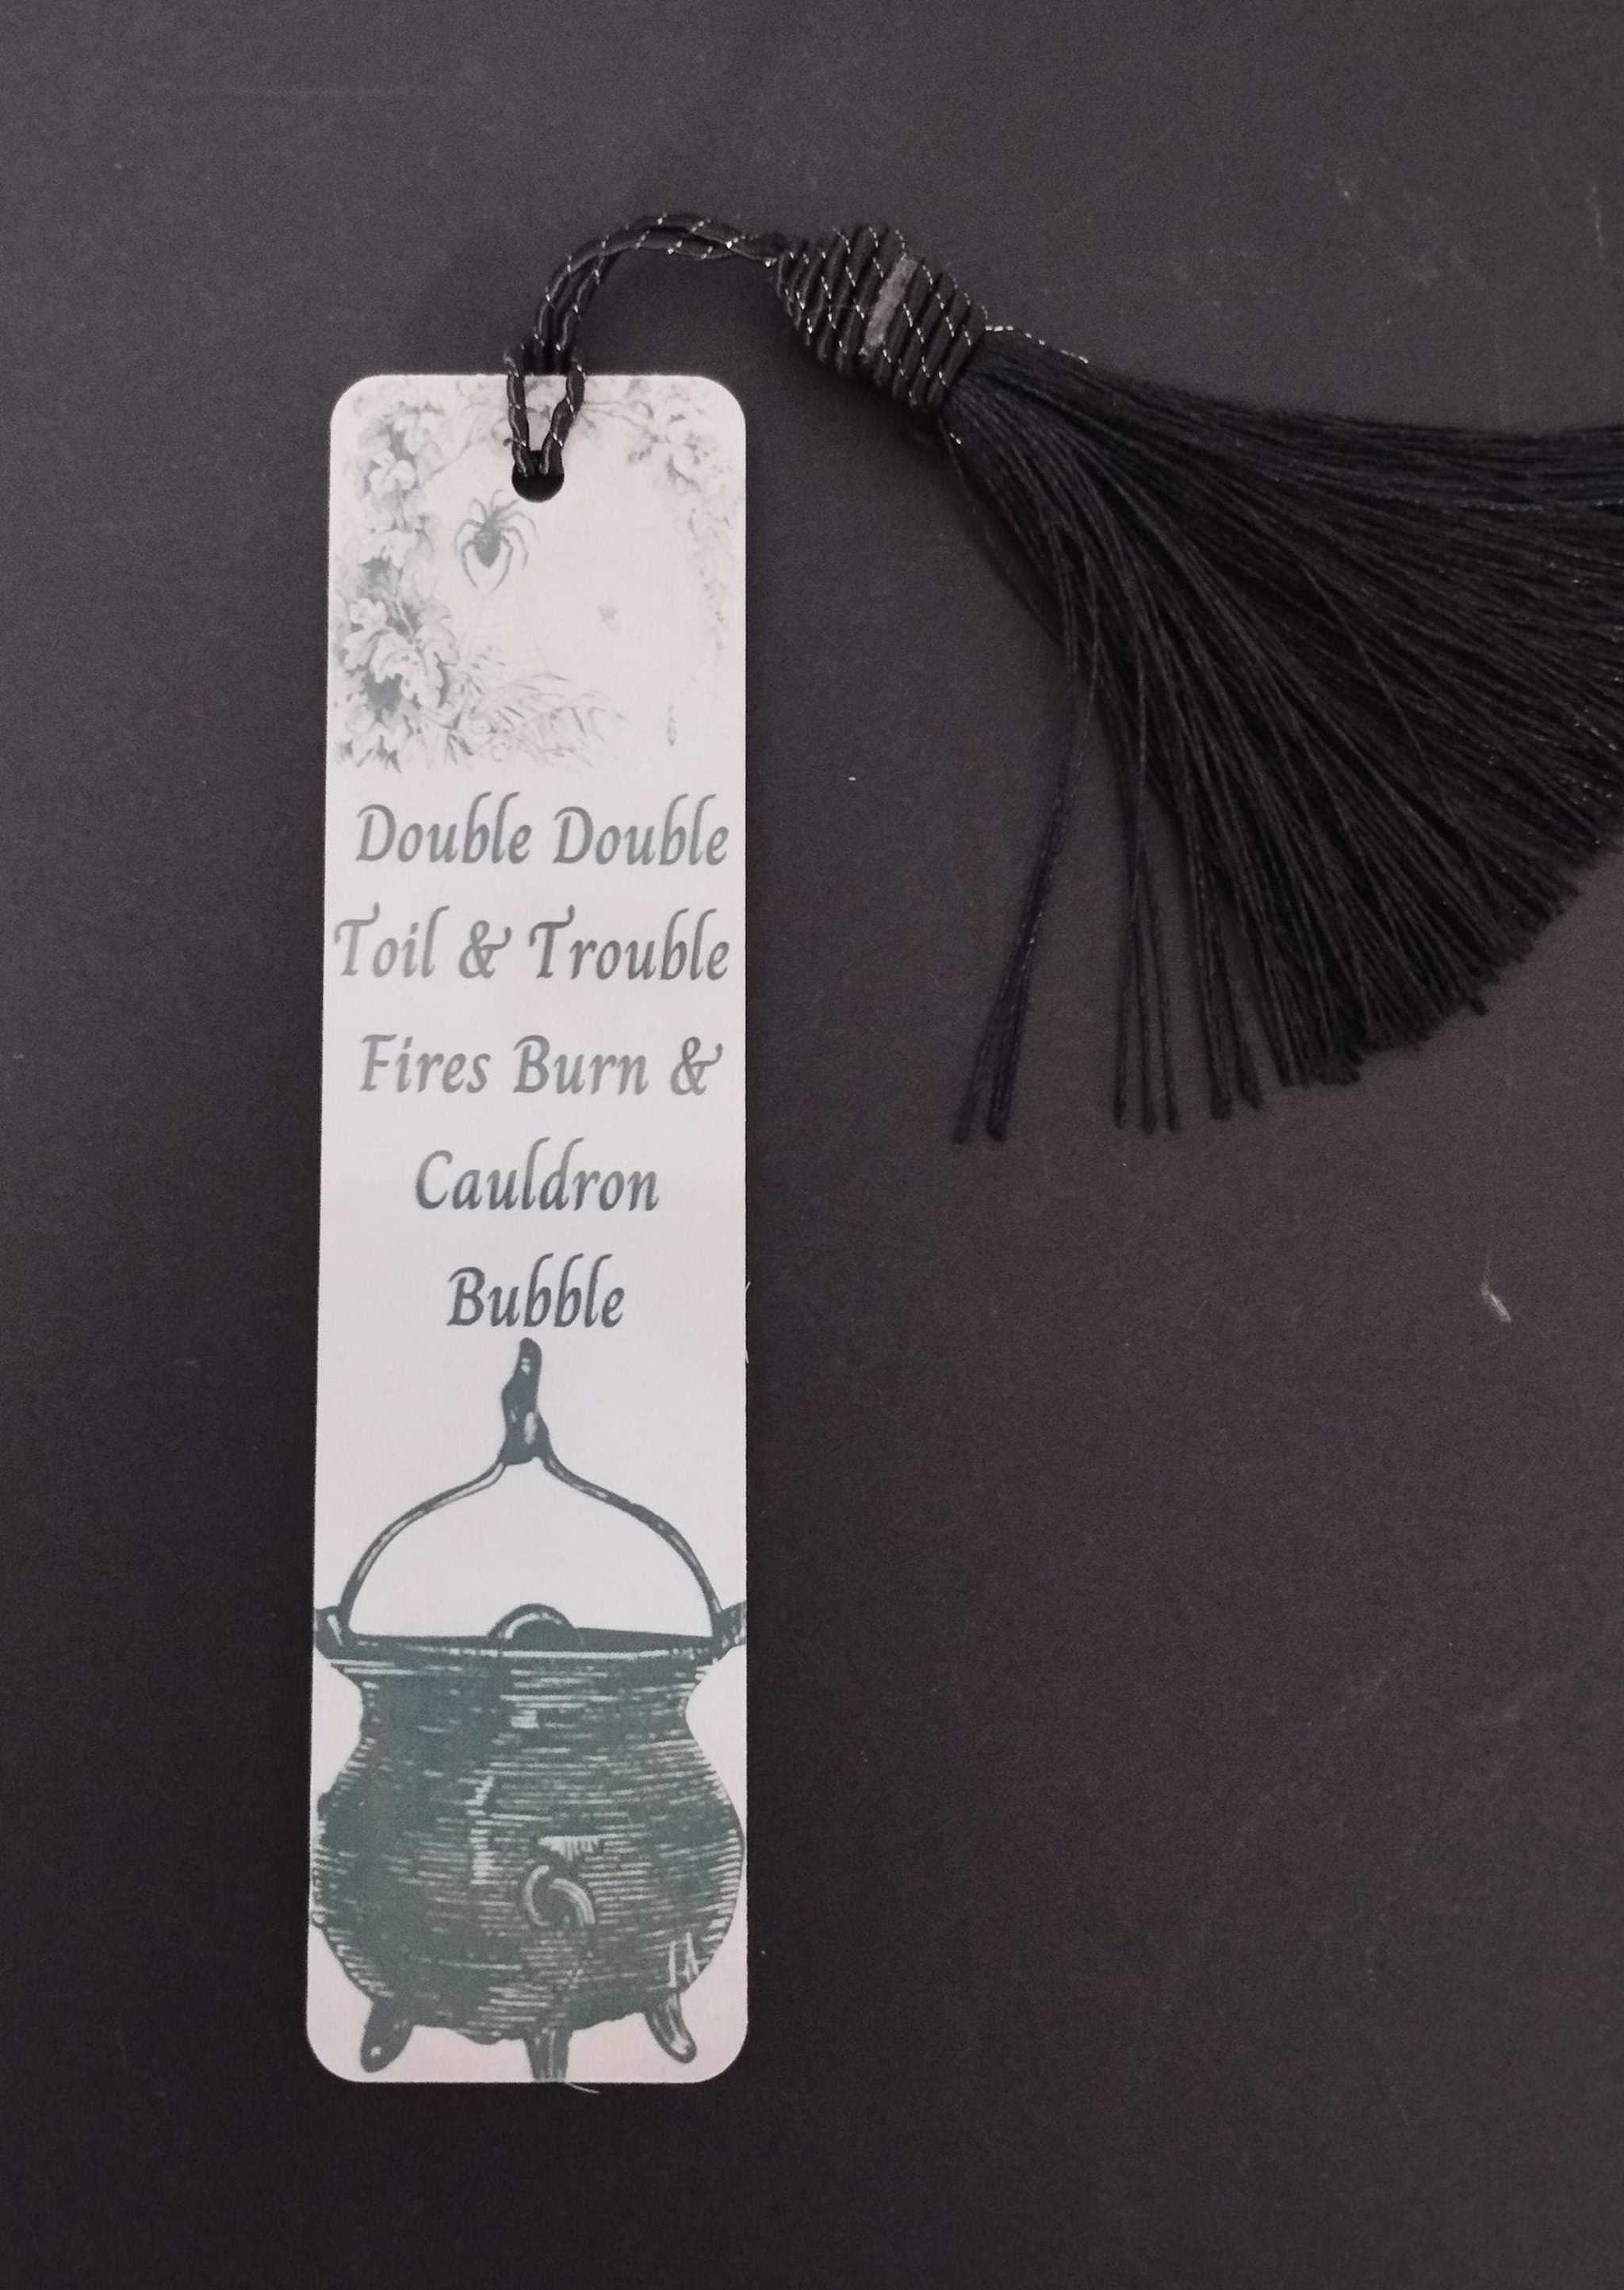 Double Double
Toil & Trouble
Fires Burn &
Cauldron
Bubble